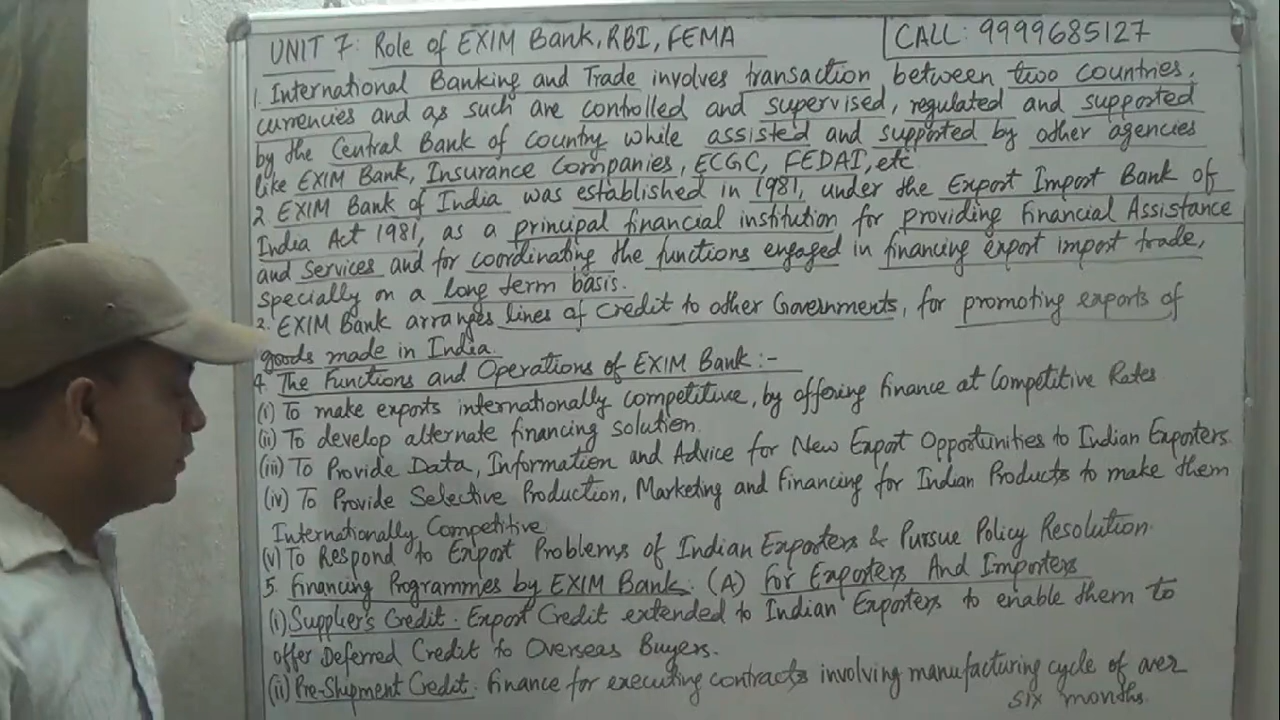 UNIT 7: Role of EXIM Bank, RBI, FEMA
CALL: 9999685127
1. International Banking and Trade involves transaction between two countries,
currencies and as such are controlled and supervised, regulated and supported
by the Central Bank of country while assisted and supported by other agencies
like EXIM Bank, Insurance Companies, ECGC, FEDAI, etc
2. EXIM Bank of India was established in 1981, under the Export Import Bank of
India Act 1981, as a principal financial institution for providing Financial Assistance
and Services and for coordinating the functions engaged in financing export import trade,
specially on a long term basis.
3. EXIM Bank arranges lines of Credit to other Governments, for promoting exports of
goods made in India.
4. The Functions and Operations of EXIM Bank:-
(i) To make exports internationally competitive, by offering finance at Competitive Rates
(ii) To develop alternate financing solution.
(iii) To Provide Data, Information and Advice for New Export Opportunities to Indian Exporters.
(iv) To Provide Selective Production, Marketing and Financing for Indian Products to make them
Internationally Competitive
(v) To Respond to Export Problems of Indian Exporters & Pursue Policy Resolution.
5. Financing Programmes by EXIM Bank: (A) For Exporters And Importers
(i) Supplier's Credit: Export Credit extended to Indian Exporters to enable them to
offer Deferred Credit to Overseas Buyers.
(ii) Pre-Shipment Credit: Finance for executing contracts involving manufacturing cycle of over
six months.